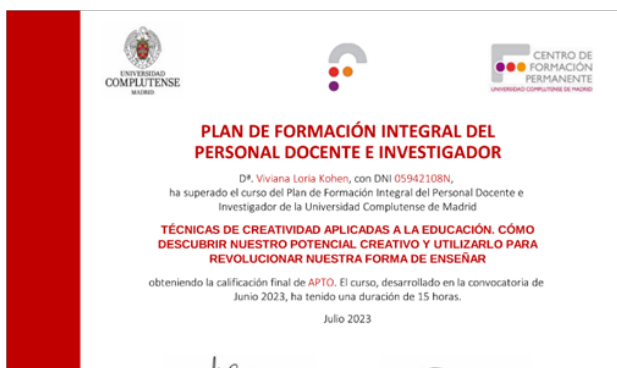 UNIVERSIDAD
COMPLUTENSE
MADRID
CENTRO DE
FORMACIÓN
PERMANENTE
UNIVERSIDAD COMPLUTENSE DE MADRID
PLAN DE FORMACIÓN INTEGRAL DEL
PERSONAL DOCENTE E INVESTIGADOR
Dª. Viviana Loria Kohen, con DNI 05942108N,
ha superado el curso del Plan de Formación Integral del Personal Docente e
Investigador de la Universidad Complutense de Madrid
TÉCNICAS DE CREATIVIDAD APLICADAS A LA EDUCACIÓN. CÓMO
DESCUBRIR NUESTRO POTENCIAL CREATIVO Y UTILIZARLO PARA
REVOLUCIONAR NUESTRA FORMA DE ENSEÑAR
obteniendo la calificación final de APTO. El curso, desarrollado en la convocatoria de
Junio 2023, ha tenido una duración de 15 horas.
Julio 2023